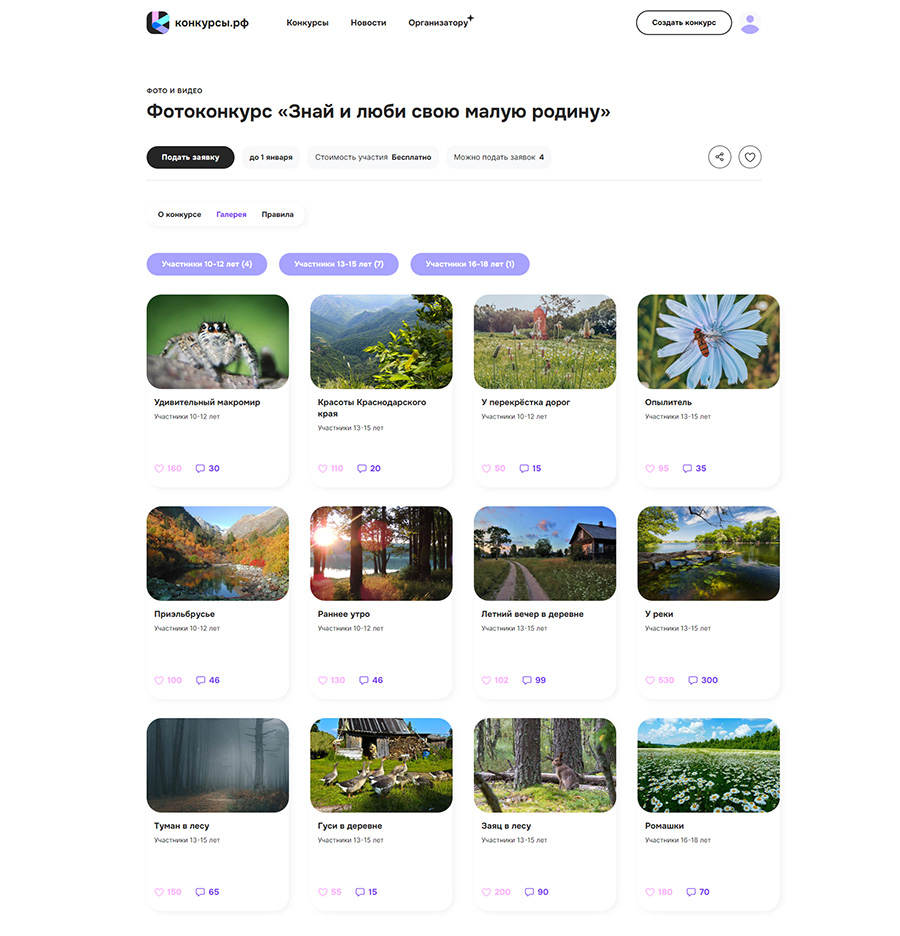 конкурсы.рф Конкурсы Новости Организатору Создать конкурс
ФОТО И ВИДЕО
Фотоконкурс «Знай и люби свою малую родину»
Подать заявку до 1 января Стоимость участия Бесплатно Можно подать заявок 4
О конкурсе Галерея Правила
Участники 10-12 лет (4) Участники 13-15 лет (7) Участники 16-18 лет (1)
Удивительный макромир
Участники 10-12 лет
160 30
Красоты Краснодарского
края
Участники 13-15 лет
110 20
У перекрёстка дорог
Участники 10-12 лет
50 15
Опылитель
Участники 13-15 лет
95 35
Приэльбрусье
Участники 10-12 лет
100 46
Раннее утро
Участники 10-12 лет
130 46
Летний вечер в деревне
Участники 13-15 лет
102 99
У реки
Участники 13-15 лет
530 300
Туман в лесу
Участники 13-15 лет
150 65
Гуси в деревне
Участники 13-15 лет
55 15
Заяц в лесу
Участники 13-15 лет
200 90
Ромашки
Участники 16-18 лет
180 70